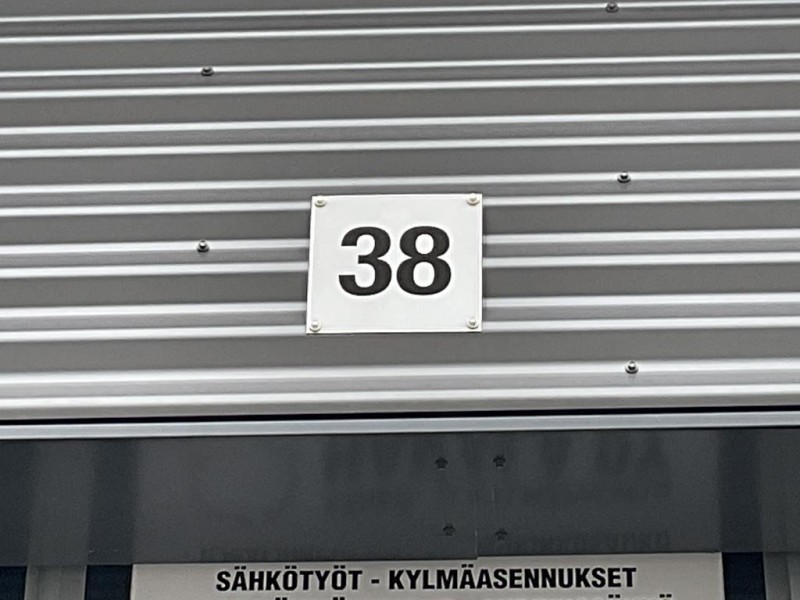 38
SÄHKÖTYÖT - KYLMÄASENNUKSET